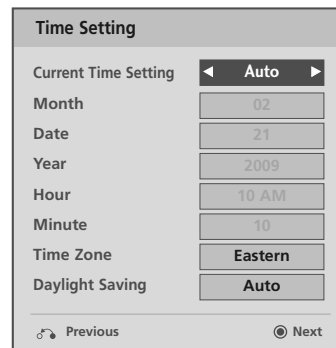 Time Setting
Current Time Setting Auto
Month 02
Date 21
Year 2009
Hour 10 AM
Minute 10
Time Zone Eastern
Daylight Saving Auto
Previous Next